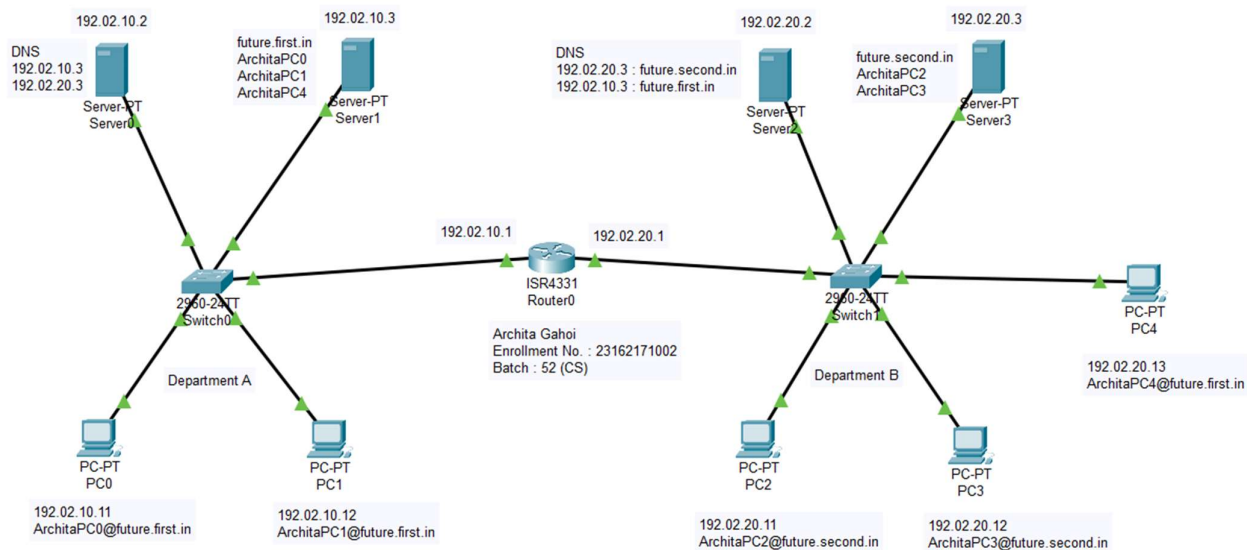 192.02.10.2
DNS
192.02.10.3
192.02.20.3
Server-PT
Server0
192.02.10.3
future.first.in
ArchitaPC0
ArchitaPC1
ArchitaPC4
Server-PT
Server1
192.02.20.2
DNS
192.02.20.3 : future.second.in
192.02.10.3 : future.first.in
Server-PT
Server2
192.02.20.3
future.second.in
ArchitaPC2
ArchitaPC3
Server-PT
Server3
192.02.10.1
192.02.20.1
2960-24TT
Switch0
ISR4331
Router0
2960-24TT
Switch1
PC-PT
PC4
192.02.20.13
ArchitaPC4@future.first.in
Archita Gahoi
Enrollment No. : 23162171002
Batch : 52 (CS)
Department A
Department B
PC-PT
PC0
192.02.10.11
ArchitaPC0@future.first.in
PC-PT
PC1
192.02.10.12
ArchitaPC1@future.first.in
PC-PT
PC2
192.02.20.11
ArchitaPC2@future.second.in
PC-PT
PC3
192.02.20.12
ArchitaPC3@future.second.in